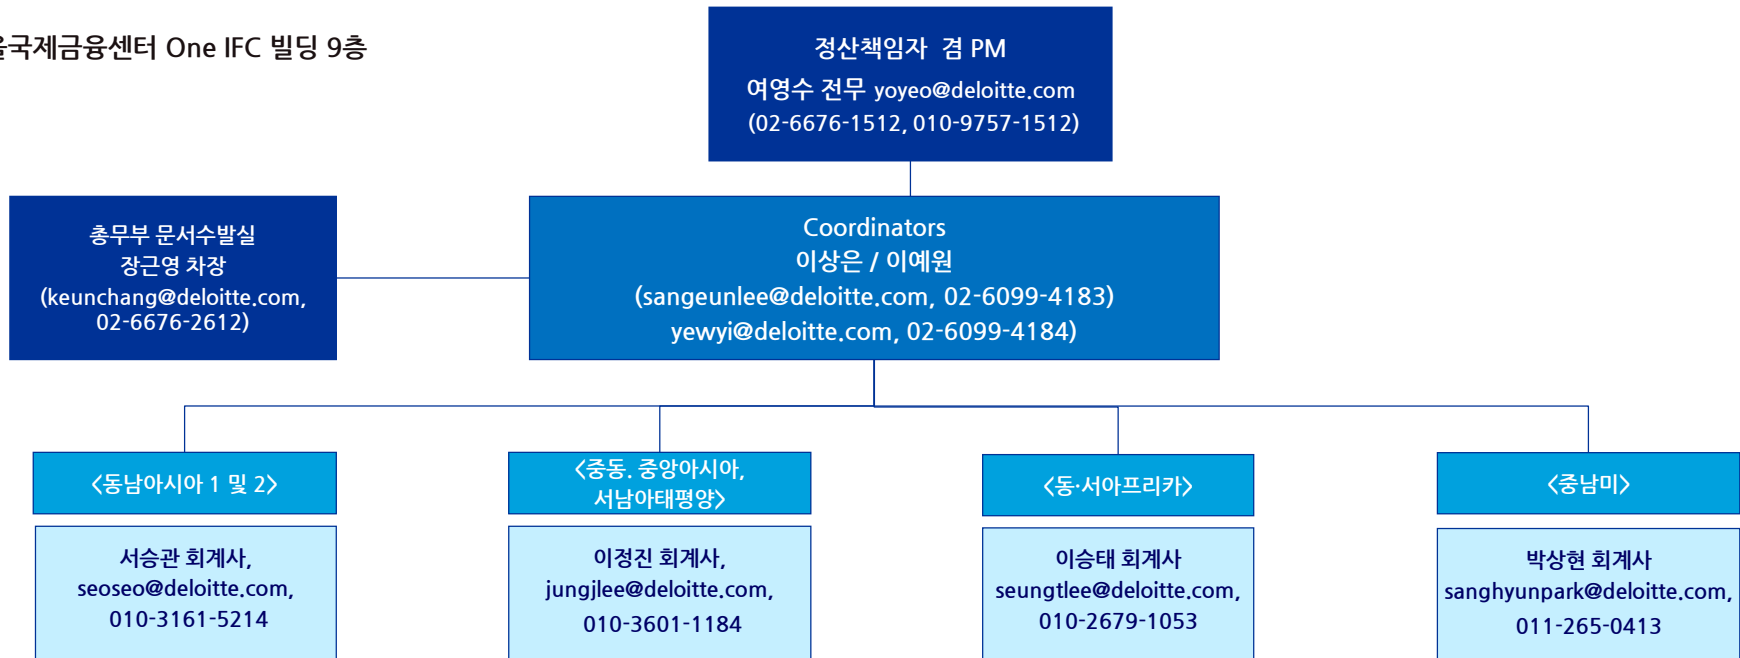 울국제금융센터 One IFC 빌딩 9층
정산책임자 겸 PM
여영수 전무 yoyeo@deloitte.com
(02-6676-1512, 010-9757-1512)
총무부 문서수발실
장근영 차장
(keunchang@deloitte.com,
02-6676-2612)
Coordinators
이상은 / 이예원
(sangeunlee@deloitte.com, 02-6099-4183)
yewyi@deloitte.com, 02-6099-4184)
<동남아시아 1 및 2>
서승관 회계사,
seoseo@deloitte.com,
010-3161-5214
<중동. 중앙아시아,
서남아태평양>
이정진 회계사,
jungjlee@deloitte.com,
010-3601-1184
<동·서아프리카>
이승태 회계사
seungtlee@deloitte.com,
010-2679-1053
<중남미>
박상현 회계사
sanghyunpark@deloitte.com,
011-265-0413